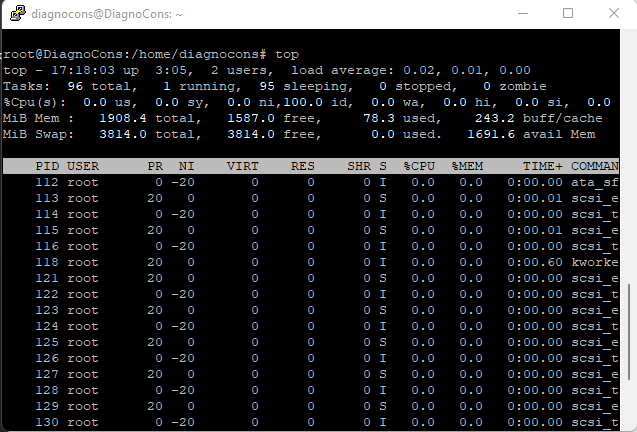 diagnocons@DiagnoCons: ~
root@DiagnoCons:/home/diagnocons# top
top - 17:18:03 up  3:05,  2 users,  load average: 0.02, 0.01, 0.00
Tasks:  96 total,   1 running,  95 sleeping,   0 stopped,   0 zombie
%Cpu(s):  0.0 us,  0.0 sy,  0.0 ni,100.0 id,  0.0 wa,  0.0 hi,  0.0 si,  0.0
MiB Mem :   1908.4 total,   1587.0 free,     78.3 used,    243.2 buff/cache
MiB Swap:   3814.0 total,   3814.0 free,      0.0 used.   1691.6 avail Mem
PID USER      PR  NI    VIRT    RES    SHR S  %CPU  %MEM     TIME+ COMMAN
112 root       0 -20       0      0      0 I   0.0   0.0   0:00.00 ata_sf
113 root      20   0       0      0      0 S   0.0   0.0   0:00.01 scsi_e
114 root       0 -20       0      0      0 I   0.0   0.0   0:00.00 scsi_t
115 root      20   0       0      0      0 S   0.0   0.0   0:00.01 scsi_e
116 root       0 -20       0      0      0 I   0.0   0.0   0:00.00 scsi_t
118 root      20   0       0      0      0 I   0.0   0.0   0:00.60 kworke
121 root      20   0       0      0      0 S   0.0   0.0   0:00.00 scsi_e
122 root       0 -20       0      0      0 I   0.0   0.0   0:00.00 scsi_t
123 root      20   0       0      0      0 S   0.0   0.0   0:00.00 scsi_e
124 root       0 -20       0      0      0 I   0.0   0.0   0:00.00 scsi_t
125 root      20   0       0      0      0 S   0.0   0.0   0:00.00 scsi_e
126 root       0 -20       0      0      0 I   0.0   0.0   0:00.00 scsi_t
127 root      20   0       0      0      0 S   0.0   0.0   0:00.00 scsi_e
128 root       0 -20       0      0      0 I   0.0   0.0   0:00.00 scsi_t
129 root      20   0       0      0      0 S   0.0   0.0   0:00.00 scsi_e
130 root       0 -20       0      0      0 I   0.0   0.0   0:00.00 scsi_t